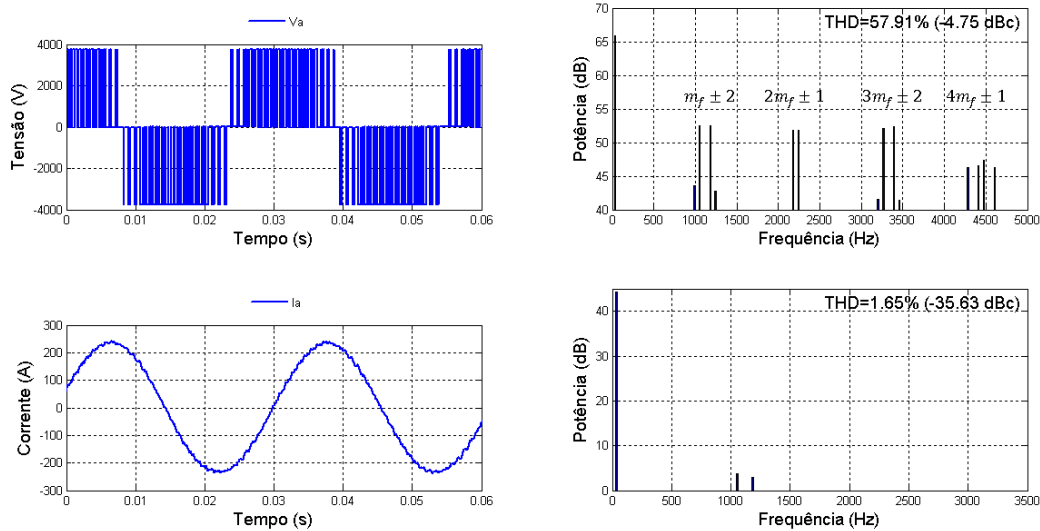 Va
Tensão (V)
4000
2000
0
-2000
-4000
0 0.01 0.02 0.03 0.04 0.05 0.06
Tempo (s)
THD=57.91% (-4.75 dBc)
Potência (dB)
70
65
60
55
50
45
40
m_f ± 2 2m_f ± 1 3m_f ± 2 4m_f ± 1
0 500 1000 1500 2000 2500 3000 3500 4000 4500 5000
Frequência (Hz)
Ia
Corrente (A)
300
200
100
0
-100
-200
-300
0 0.01 0.02 0.03 0.04 0.05 0.06
Tempo (s)
THD=1.65% (-35.63 dBc)
Potência (dB)
40
30
20
10
0
0 500 1000 1500 2000 2500 3000 3500
Frequência (Hz)